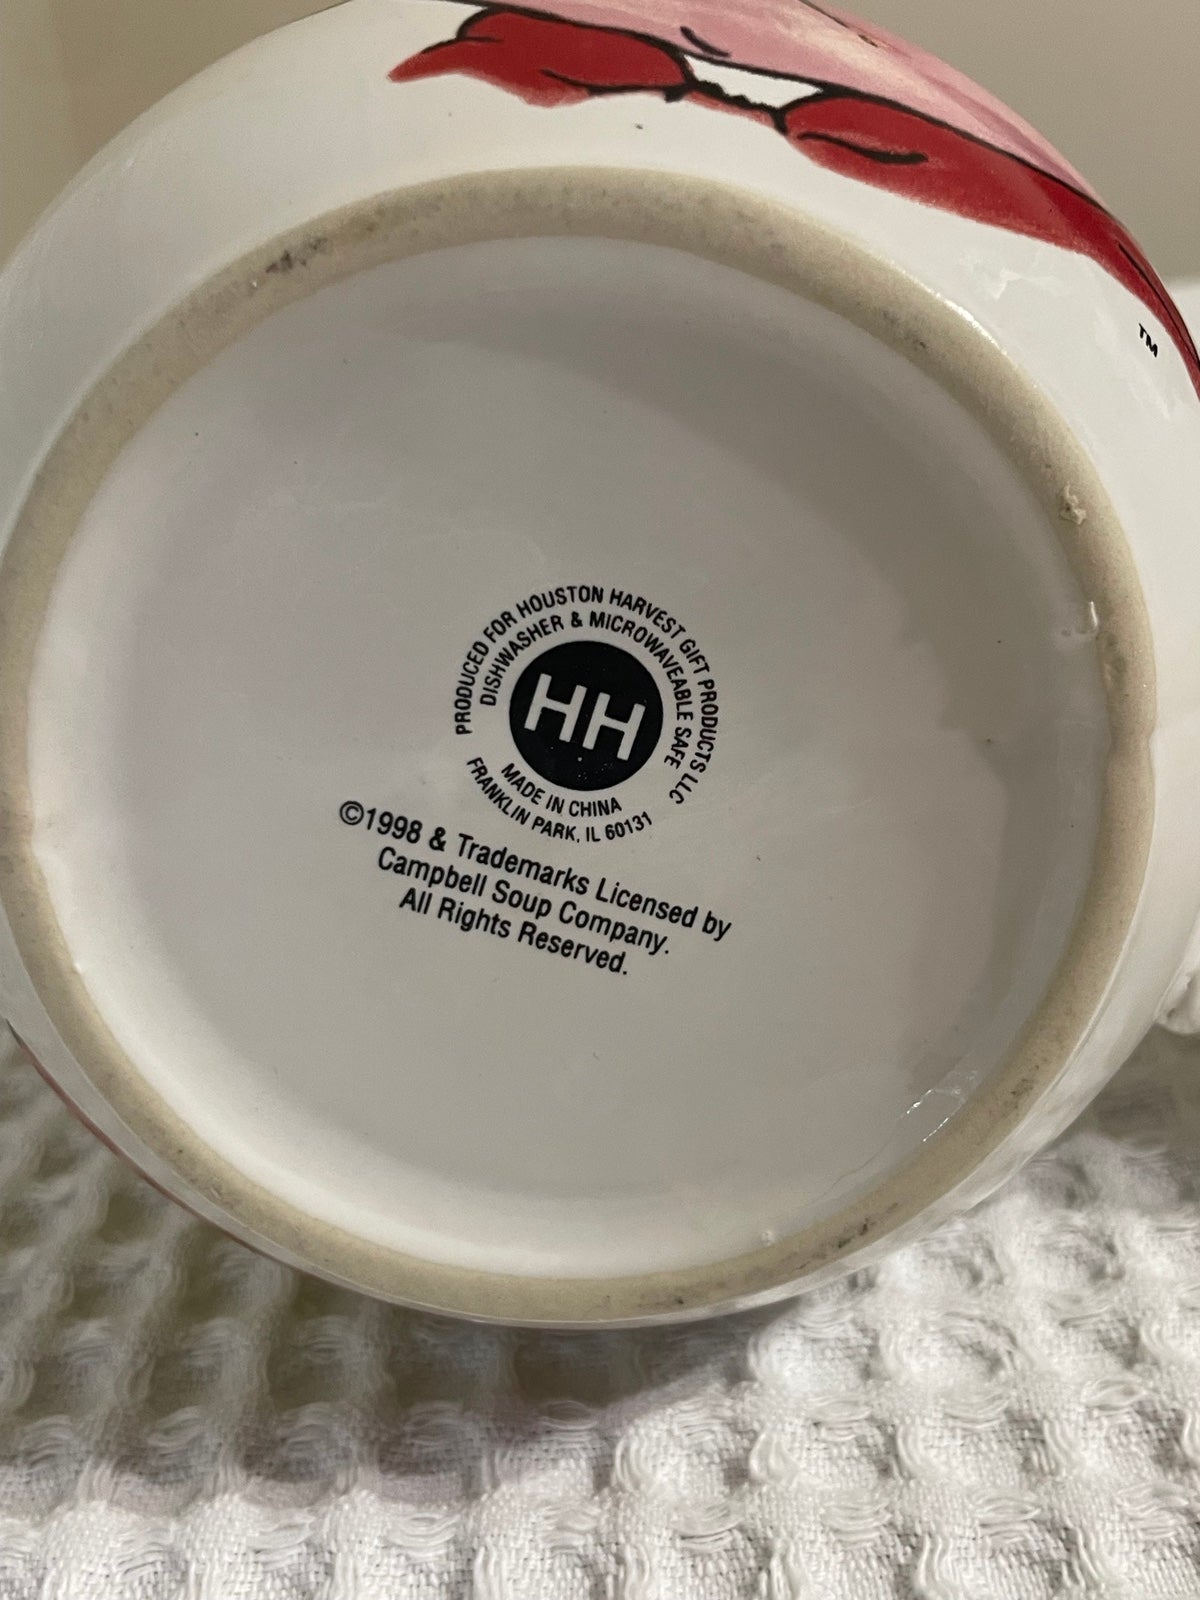 PRODUCED FOR HOUSTON HARVEST GIFT PRODUCTS LLC
DISHWASHER & MICROWAVEABLE SAFE
HH
MADE IN CHINA
FRANKLIN PARK, IL 60131
©1998 & Trademarks Licensed by
Campbell Soup Company.
All Rights Reserved.
TM